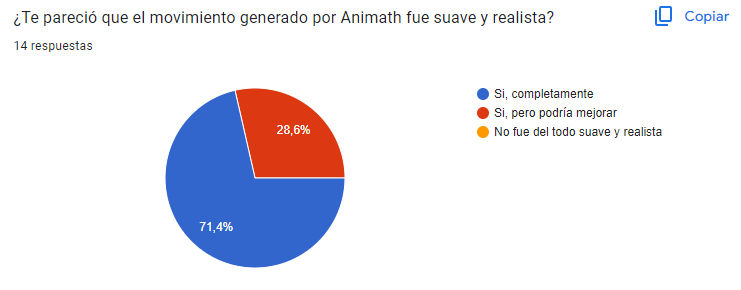 ¿Te pareció que el movimiento generado por Animath fue suave y realista?
Copiar
14 respuestas
Si, completamente
Si, pero podría mejorar
No fue del todo suave y realista
28,6%
71,4%